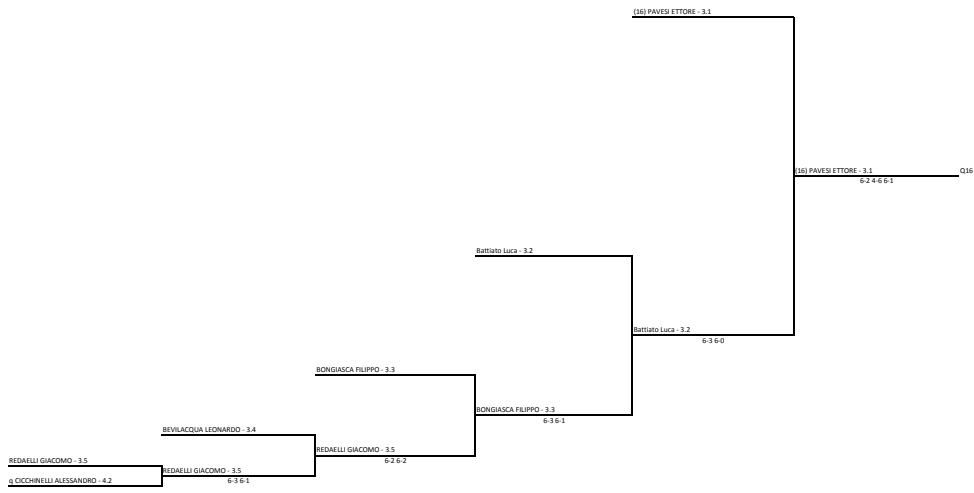 (16) PAVESI ETTORE - 3.1
(16) PAVESI ETTORE - 3.1
Q16
6-2 4-6 6-1
Battiato Luca - 3.2
Battiato Luca - 3.2
6-3 6-0
BONGIASCA FILIPPO - 3.3
BONGIASCA FILIPPO - 3.3
6-3 6-1
BEVILACQUA LEONARDO - 3.4
REDAELLI GIACOMO - 3.5
6-2 6-2
REDAELLI GIACOMO - 3.5
REDAELLI GIACOMO - 3.5
6-3 6-1
q CICCHINELLI ALESSANDRO - 4.2